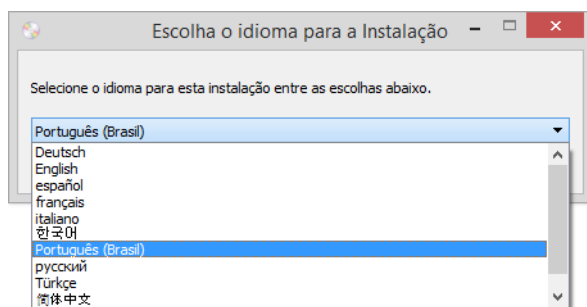 Escolha o idioma para a Instalação
Selecione o idioma para esta instalação entre as escolhas abaixo.
Português (Brasil)
Deutsch
English
español
français
italiano
한국어
Português (Brasil)
русский
Türkçe
简体中文